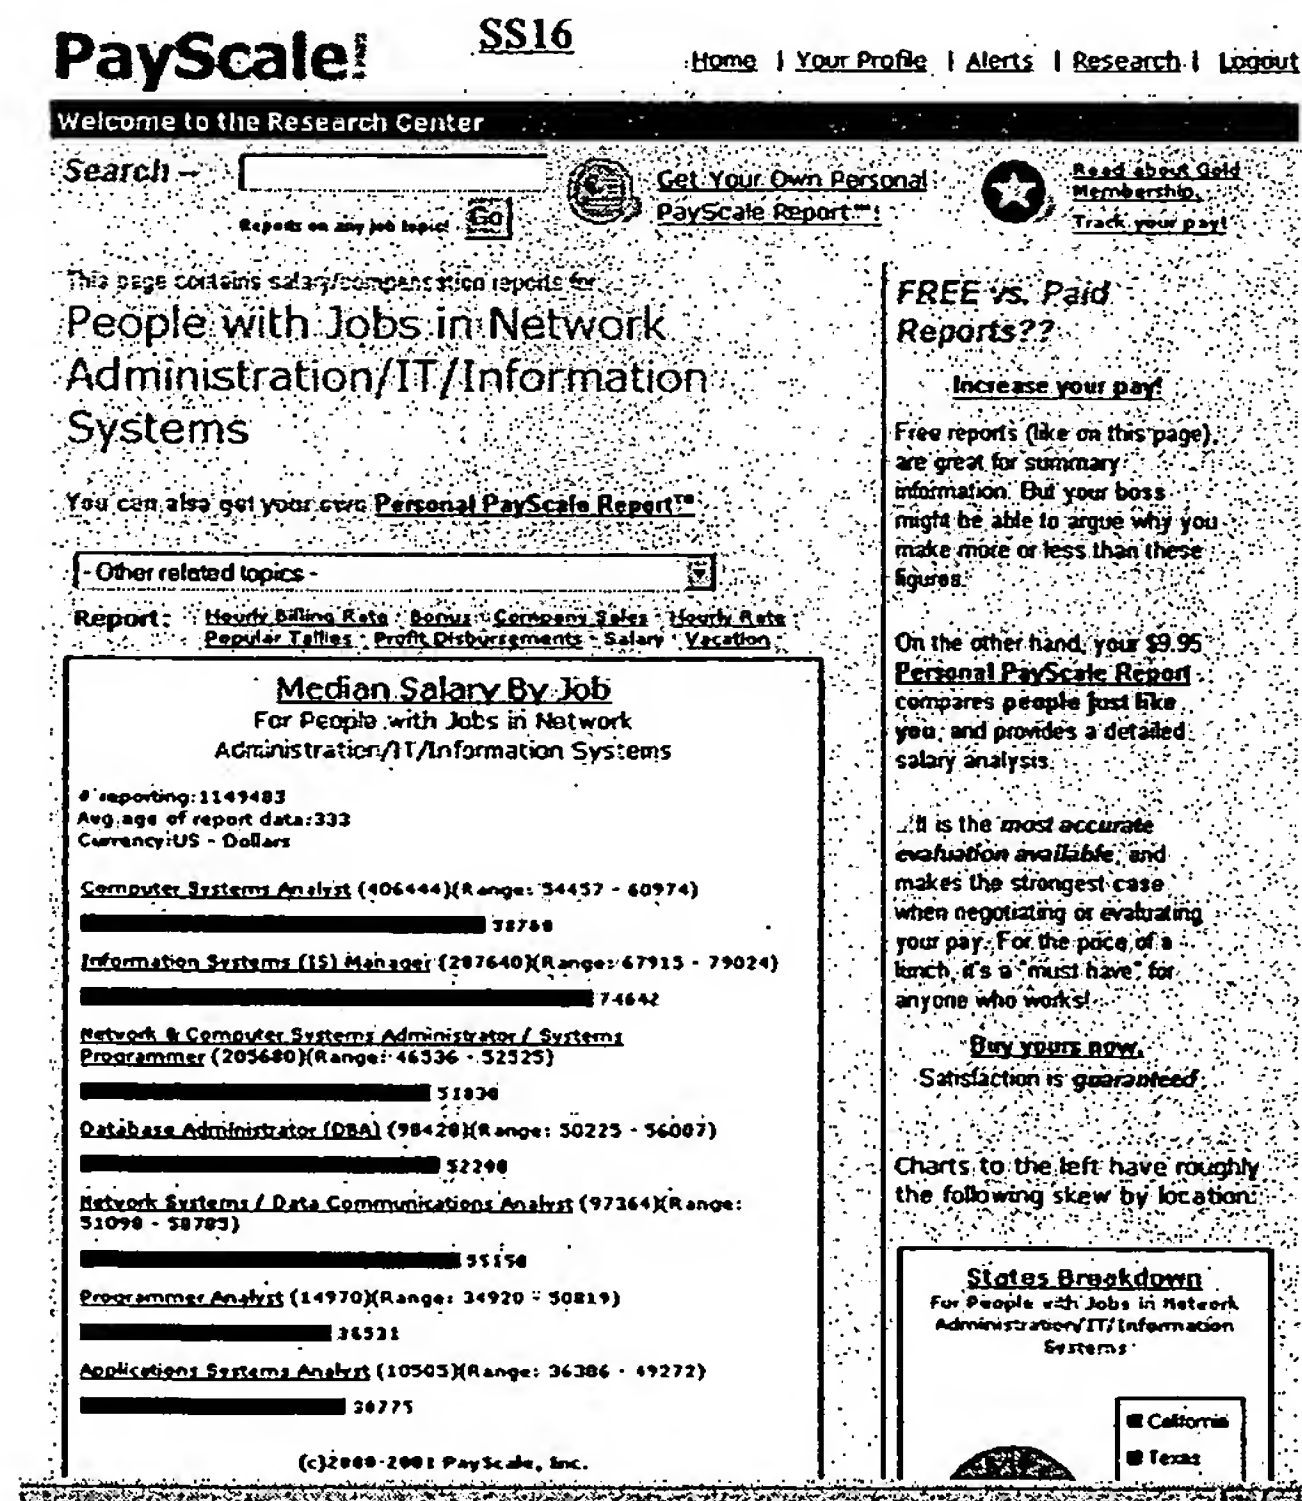 PayScale
SS16
Home | Your Profile | Alerts | Research | Logout
Welcome to the Research Center
Search –
Reports on any job topic!
Go
Get Your Own Personal
PayScale Report™!
Read about Gold
Membership.
Track your pay!
This page contains salary/compensation reports for
People with Jobs in Network
Administration/IT/Information
Systems
You can also get your own Personal PayScale Report™
- Other related topics -
Report: Hourly Billing Rate · Bonus · Company Sales · Hourly Rate
Popular Tallies · Profit Disbursements · Salary · Vacation
Median Salary By Job
For People with Jobs in Network
Administration/IT/Information Systems
# reporting:1149483
Avg.age of report data:333
Currency:US - Dollars
Computer Systems Analyst (406444)(Range: 54457 - 60974)
Information Systems (IS) Manager (287640)(Range: 67915 - 79024)
74642
Network & Computer Systems Administrator / Systems
Programmer (205680)(Range: 46536 - 52525)
51830
Database Administrator (DBA) (98428)(Range: 50225 - 56007)
52298
Network Systems / Data Communications Analyst (97364)(Range:
51098 - 58785)
55150
Programmer Analyst (14970)(Range: 34920 - 50819)
36531
Applications Systems Analyst (10505)(Range: 36386 - 49272)
38775
(c)2000-2001 PayScale, Inc.
FREE vs. Paid
Reports??
Increase your pay!
Free reports (like on this page)
are great for summary
information. But your boss
might be able to argue why you
make more or less than these
figures.
On the other hand, your $9.95
Personal PayScale Report
compares people just like
you, and provides a detailed
salary analysis.
...It is the most accurate
evaluation available, and
makes the strongest case
when negotiating or evaluating
your pay. For the price of a
lunch, it's a "must have" for
anyone who works!
Buy yours now.
Satisfaction is guaranteed.
Charts to the left have roughly
the following skew by location:
States Breakdown
For People with Jobs in Network
Administration/IT/Information
Systems
California
Texas